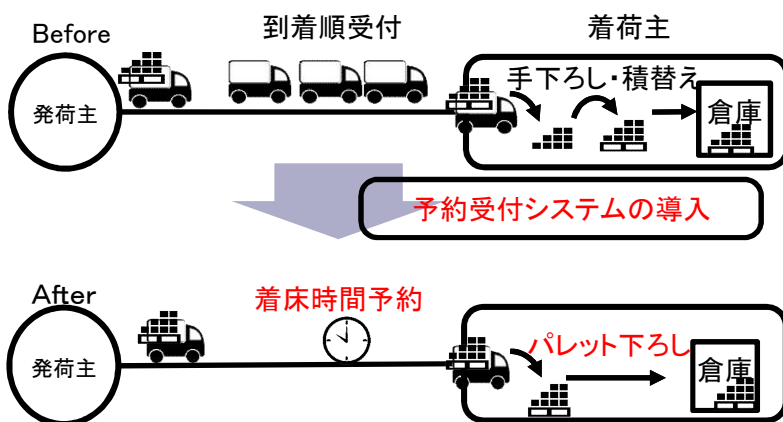 Before
到着順受付
着荷主
発荷主
手下ろし・積替え
倉庫
予約受付システムの導入
After
着床時間予約
発荷主
パレット下ろし
倉庫